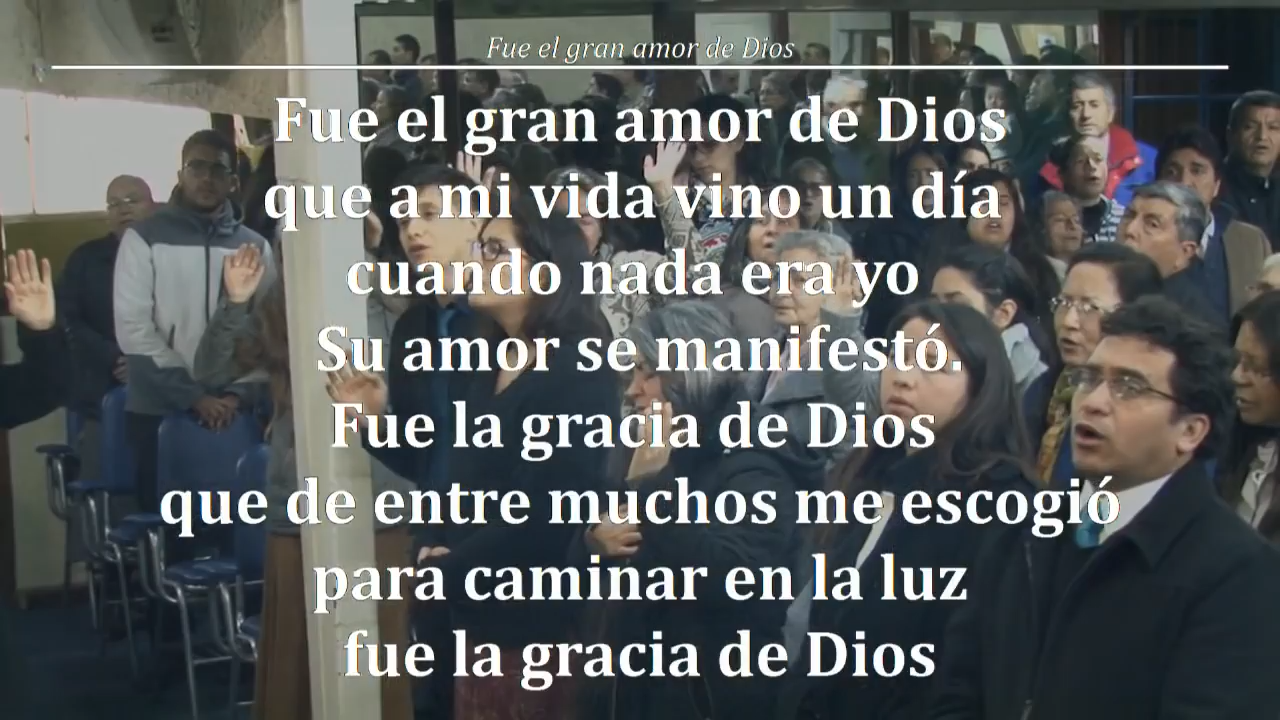 Fue el gran amor de Dios
Fue el gran amor de Dios
que a mi vida vino un día
cuando nada era yo
Su amor se manifestó.
Fue la gracia de Dios
que de entre muchos me escogió
para caminar en la luz
fue la gracia de Dios